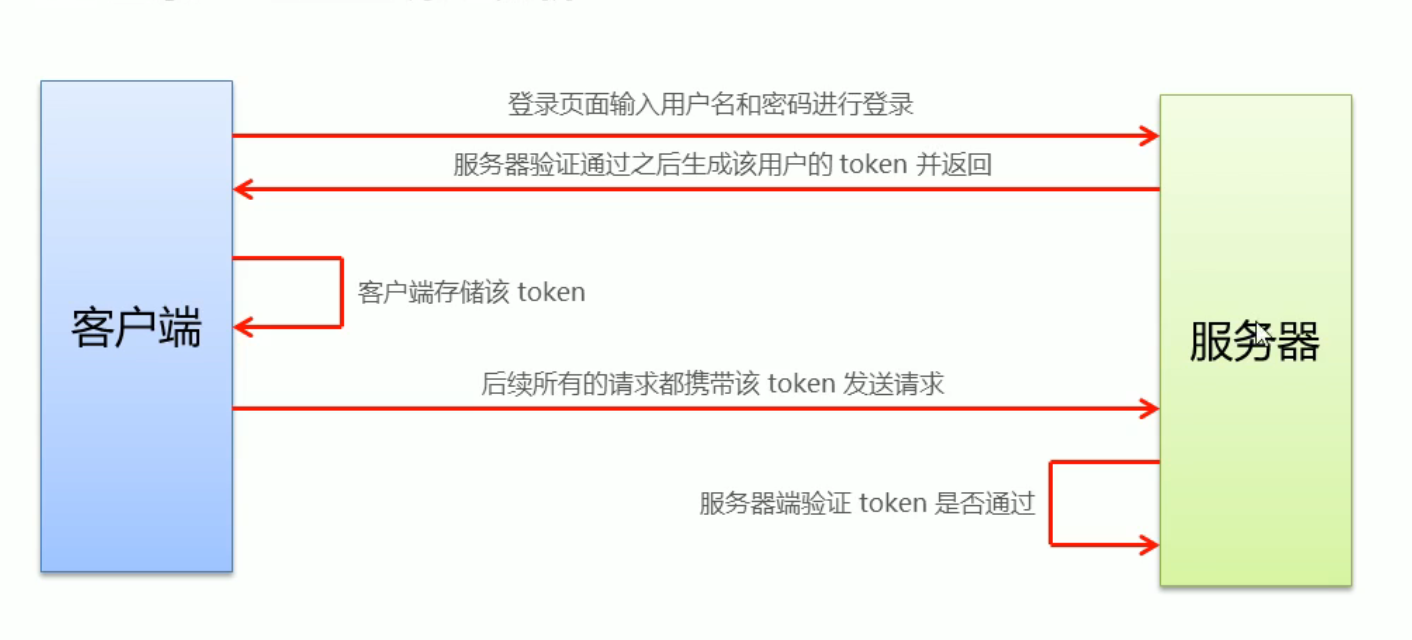 登录页面输入用户名和密码进行登录
服务器验证通过之后生成该用户的 token 并返回
客户端存储该 token
客户端
服务器
后续所有的请求都携带该 token 发送请求
服务器端验证 token 是否通过